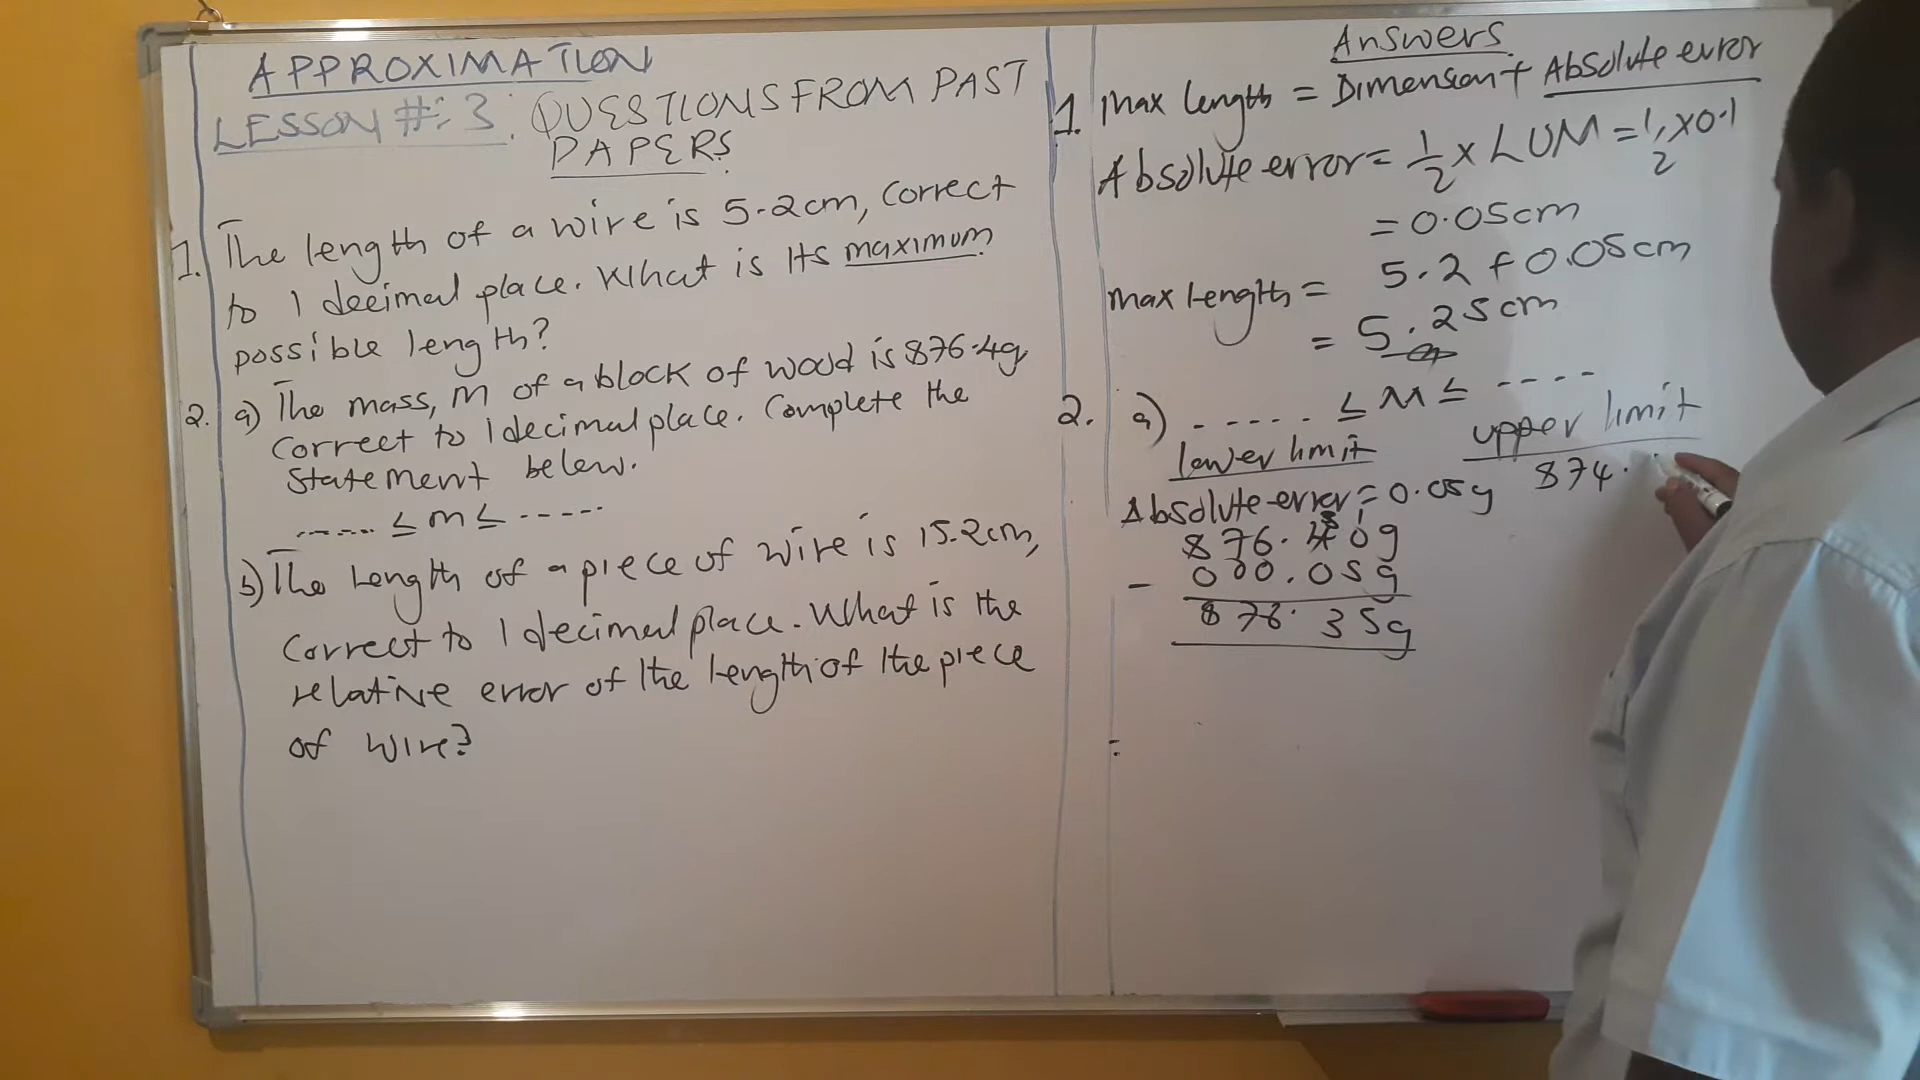 APPROXIMATION
LESSON #: 3: QUESTIONS FROM PAST
PAPERS
1. The length of a wire is 5.2cm, correct
to 1 decimal place. What is its maximum
possible length?
2. a) The mass, M of a block of wood is 876.4g
correct to 1 decimal place. Complete the
statement below.
...... ≤ m ≤ -----
b) The length of a piece of wire is 15.2cm,
correct to 1 decimal place. What is the
relative error of the length of the piece
of wire?
Answers
1. max length = Dimension + Absolute error
Absolute error = 1/2 x LUM = 1/2 x 0.1
= 0.05cm
max length = 5.2 + 0.05cm
= 5.25cm
2. a) ------ ≤ M ≤ ----
lower limit upper limit
Absolute error = 0.05g 874.
876.40g
- 000.05g
876.35g
=